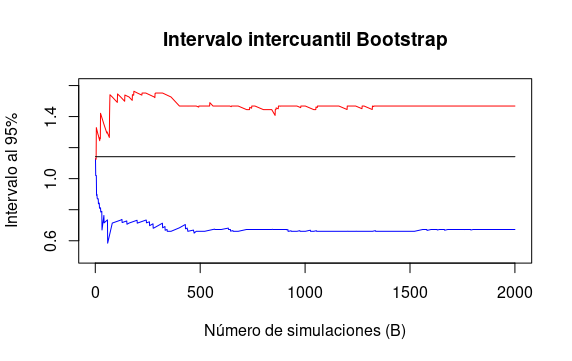 Intervalo intercuantil Bootstrap
Intervalo al 95%
1.4
1.0
0.6
0 500 1000 1500 2000
Número de simulaciones (B)